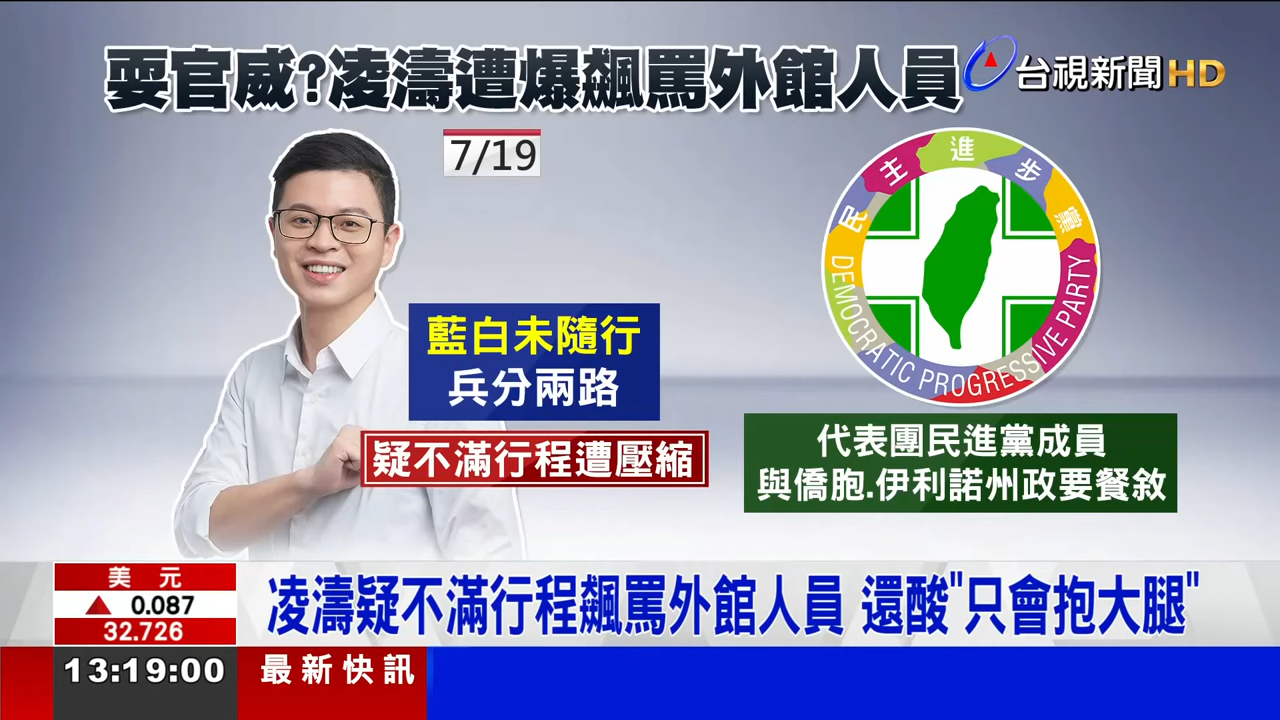 耍官威?凌濤遭爆飆罵外館人員
台視新聞HD
7/19
民主進步黨
DEMOCRATIC PROGRESSIVE PARTY
藍白未隨行
兵分兩路
疑不滿行程遭壓縮
代表團民進黨成員
與僑胞.伊利諾州政要餐敘
美元
▲ 0.087
32.726
凌濤疑不滿行程飆罵外館人員 還酸"只會抱大腿"
13:19:00
最新快訊